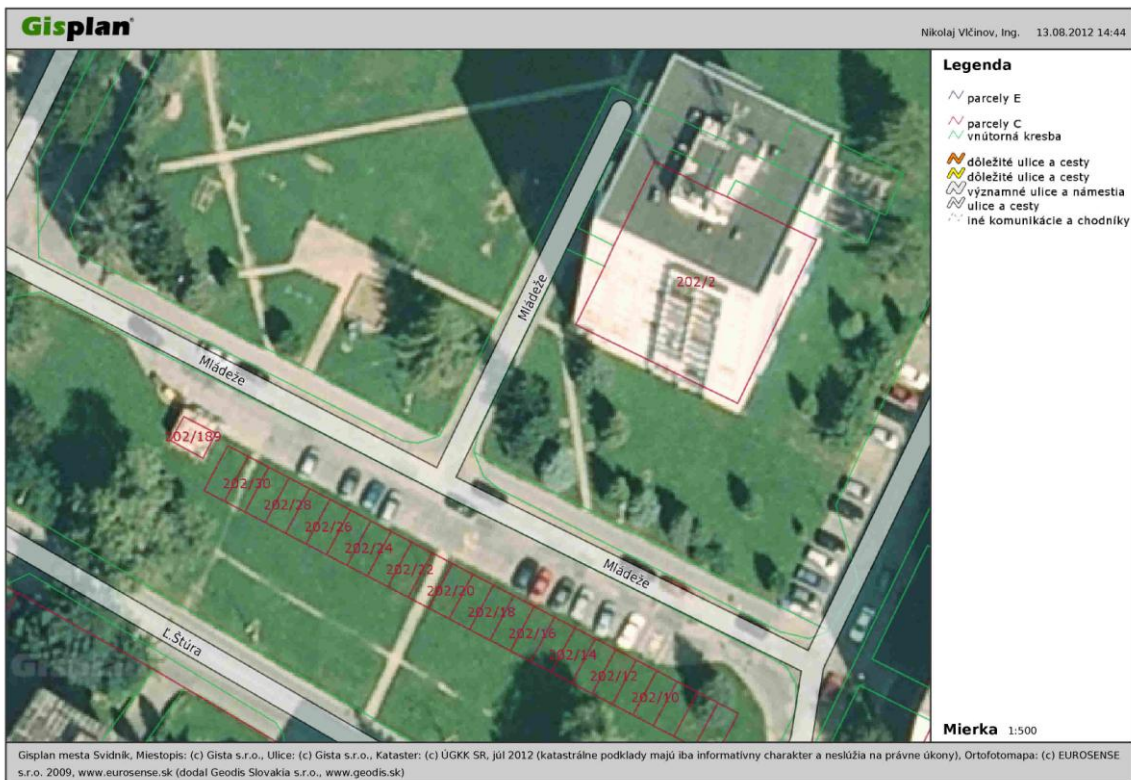 Gisplan®
Nikolaj Vlčinov, Ing. 13.08.2012 14:44
Legenda
parcely E
parcely C
vnútorná kresba
dôležité ulice a cesty
dôležité ulice a cesty
významné ulice a námestia
ulice a cesty
iné komunikácie a chodníky
Mládeže
202/2
Mládeže
202/189
202/30
202/28
202/26
202/24
202/22
202/20
202/18
202/16
202/14
202/12
202/10
Mládeže
Ľ.Štúra
Gisplan
Mierka 1:500
Gisplan mesta Svidník, Miestopis: (c) Gista s.r.o., Ulice: (c) Gista s.r.o., Kataster: (c) ÚGKK SR, júl 2012 (katastrálne podklady majú iba informatívny charakter a neslúžia na právne úkony), Ortofotomapa: (c) EUROSENSE
s.r.o. 2009, www.eurosense.sk (dodal Geodis Slovakia s.r.o., www.geodis.sk)